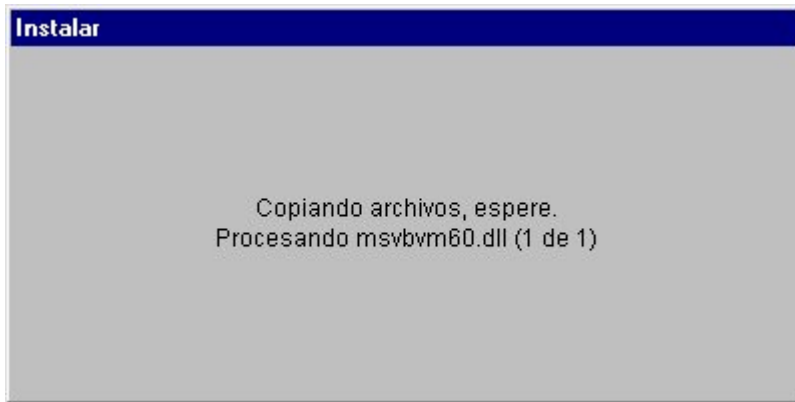 Instalar
Copiando archivos, espere.
Procesando msvbvm60.dll (1 de 1)